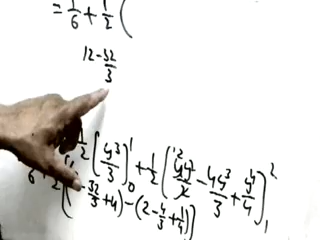 = 1/6 + 1/2 (
12 - 32/3
1/2 [y³/3]₀¹ + 1/2 [12y²/2 - 4y³/3 + y⁴/4]₁²
- 32/3 + 4) - (2 - 4/3 + 1/4)]